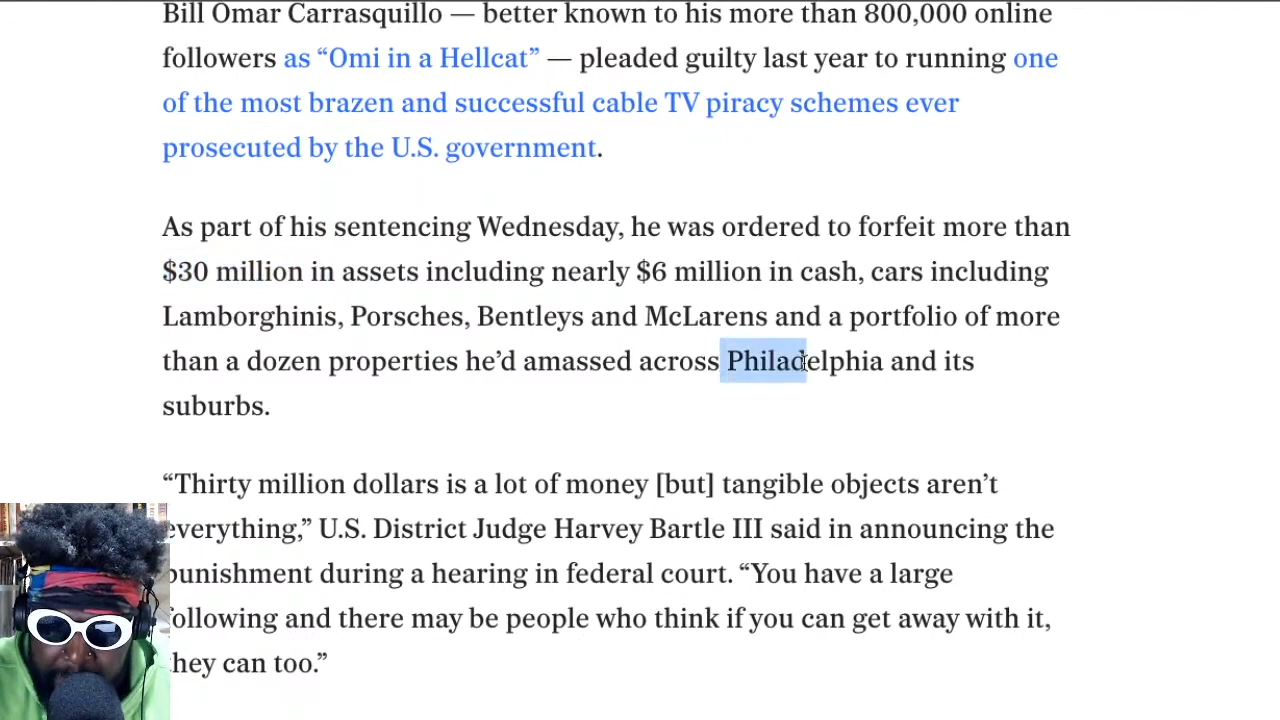 Bill Omar Carrasquillo — better known to his more than 800,000 online
followers as “Omi in a Hellcat” — pleaded guilty last year to running one
of the most brazen and successful cable TV piracy schemes ever
prosecuted by the U.S. government.
As part of his sentencing Wednesday, he was ordered to forfeit more than
$30 million in assets including nearly $6 million in cash, cars including
Lamborghinis, Porsches, Bentleys and McLarens and a portfolio of more
than a dozen properties he’d amassed across Philadelphia and its
suburbs.
“Thirty million dollars is a lot of money [but] tangible objects aren’t
everything,” U.S. District Judge Harvey Bartle III said in announcing the
punishment during a hearing in federal court. “You have a large
following and there may be people who think if you can get away with it,
they can too.”